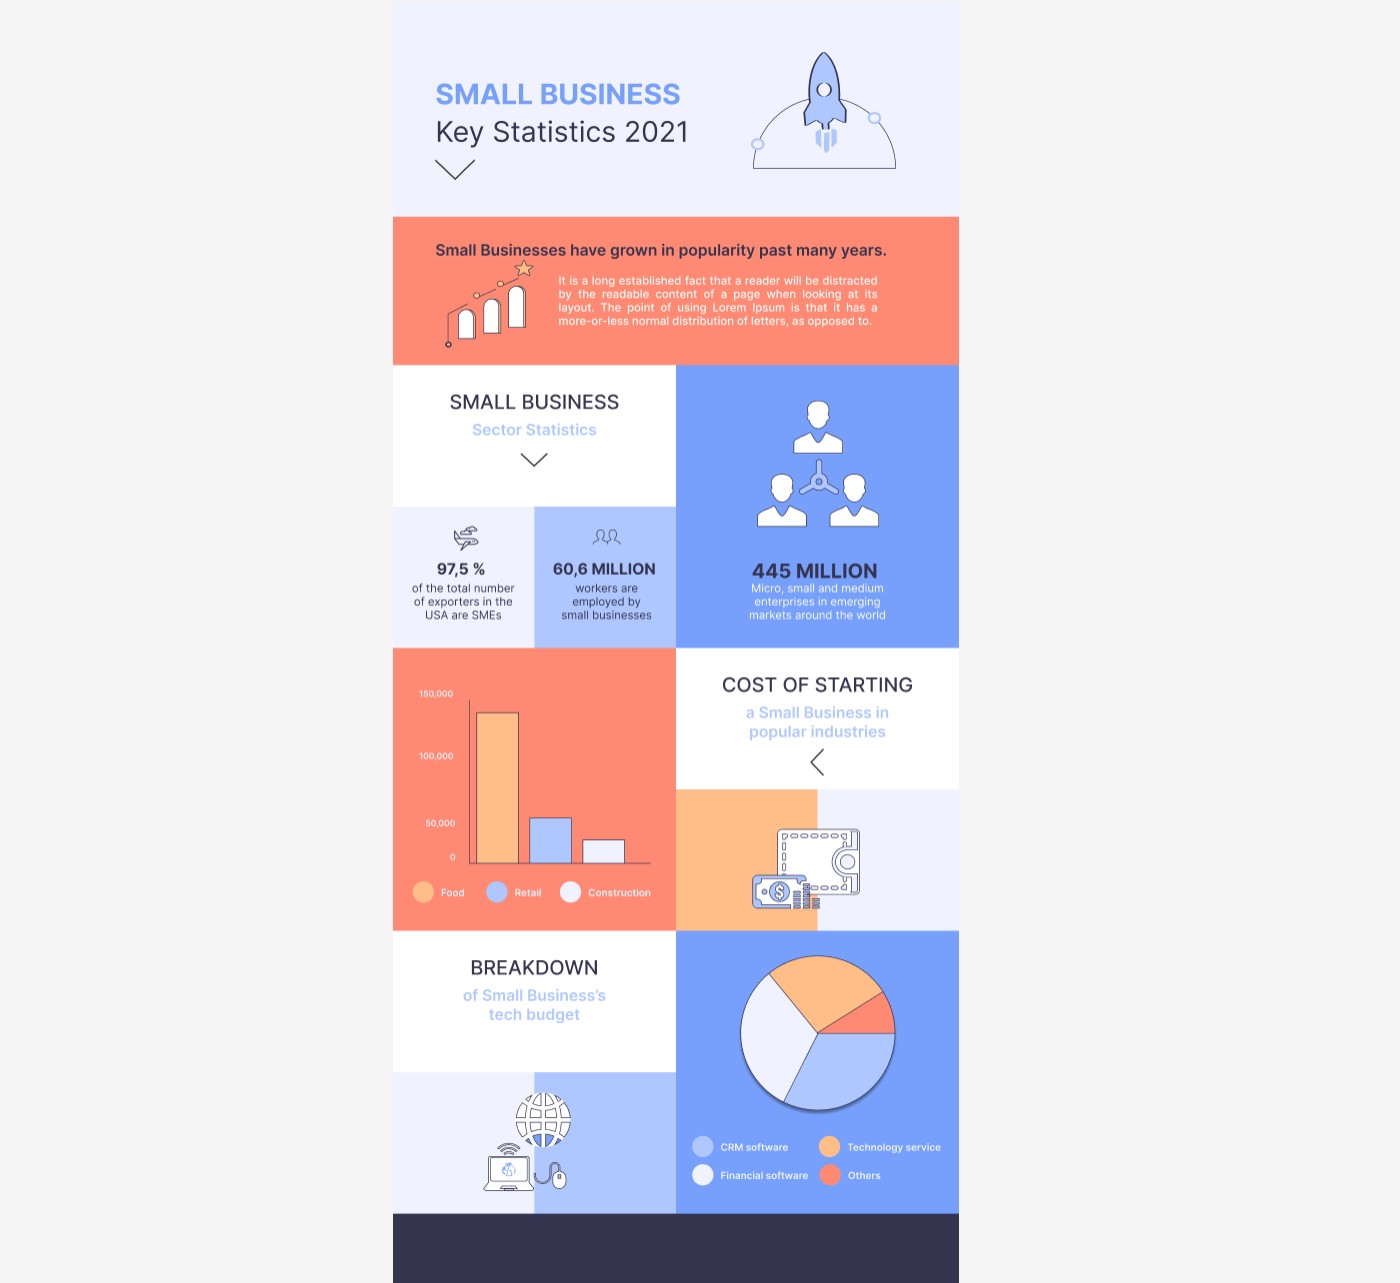 SMALL BUSINESS
Key Statistics 2021
Small Businesses have grown in popularity past many years.
It is a long established fact that a reader will be distracted
by the readable content of a page when looking at its
layout. The point of using Lorem Ipsum is that it has a
more-or-less normal distribution of letters, as opposed to.
SMALL BUSINESS
Sector Statistics
97,5 %
of the total number
of exporters in the
USA are SMEs
60,6 MILLION
workers are
employed by
small businesses
445 MILLION
Micro, small and medium
enterprises in emerging
markets around the world
150,000
100,000
50,000
0
Food
Retail
Construction
COST OF STARTING
a Small Business in
popular industries
$
BREAKDOWN
of Small Business’s
tech budget
CRM software
Technology service
Financial software
Others